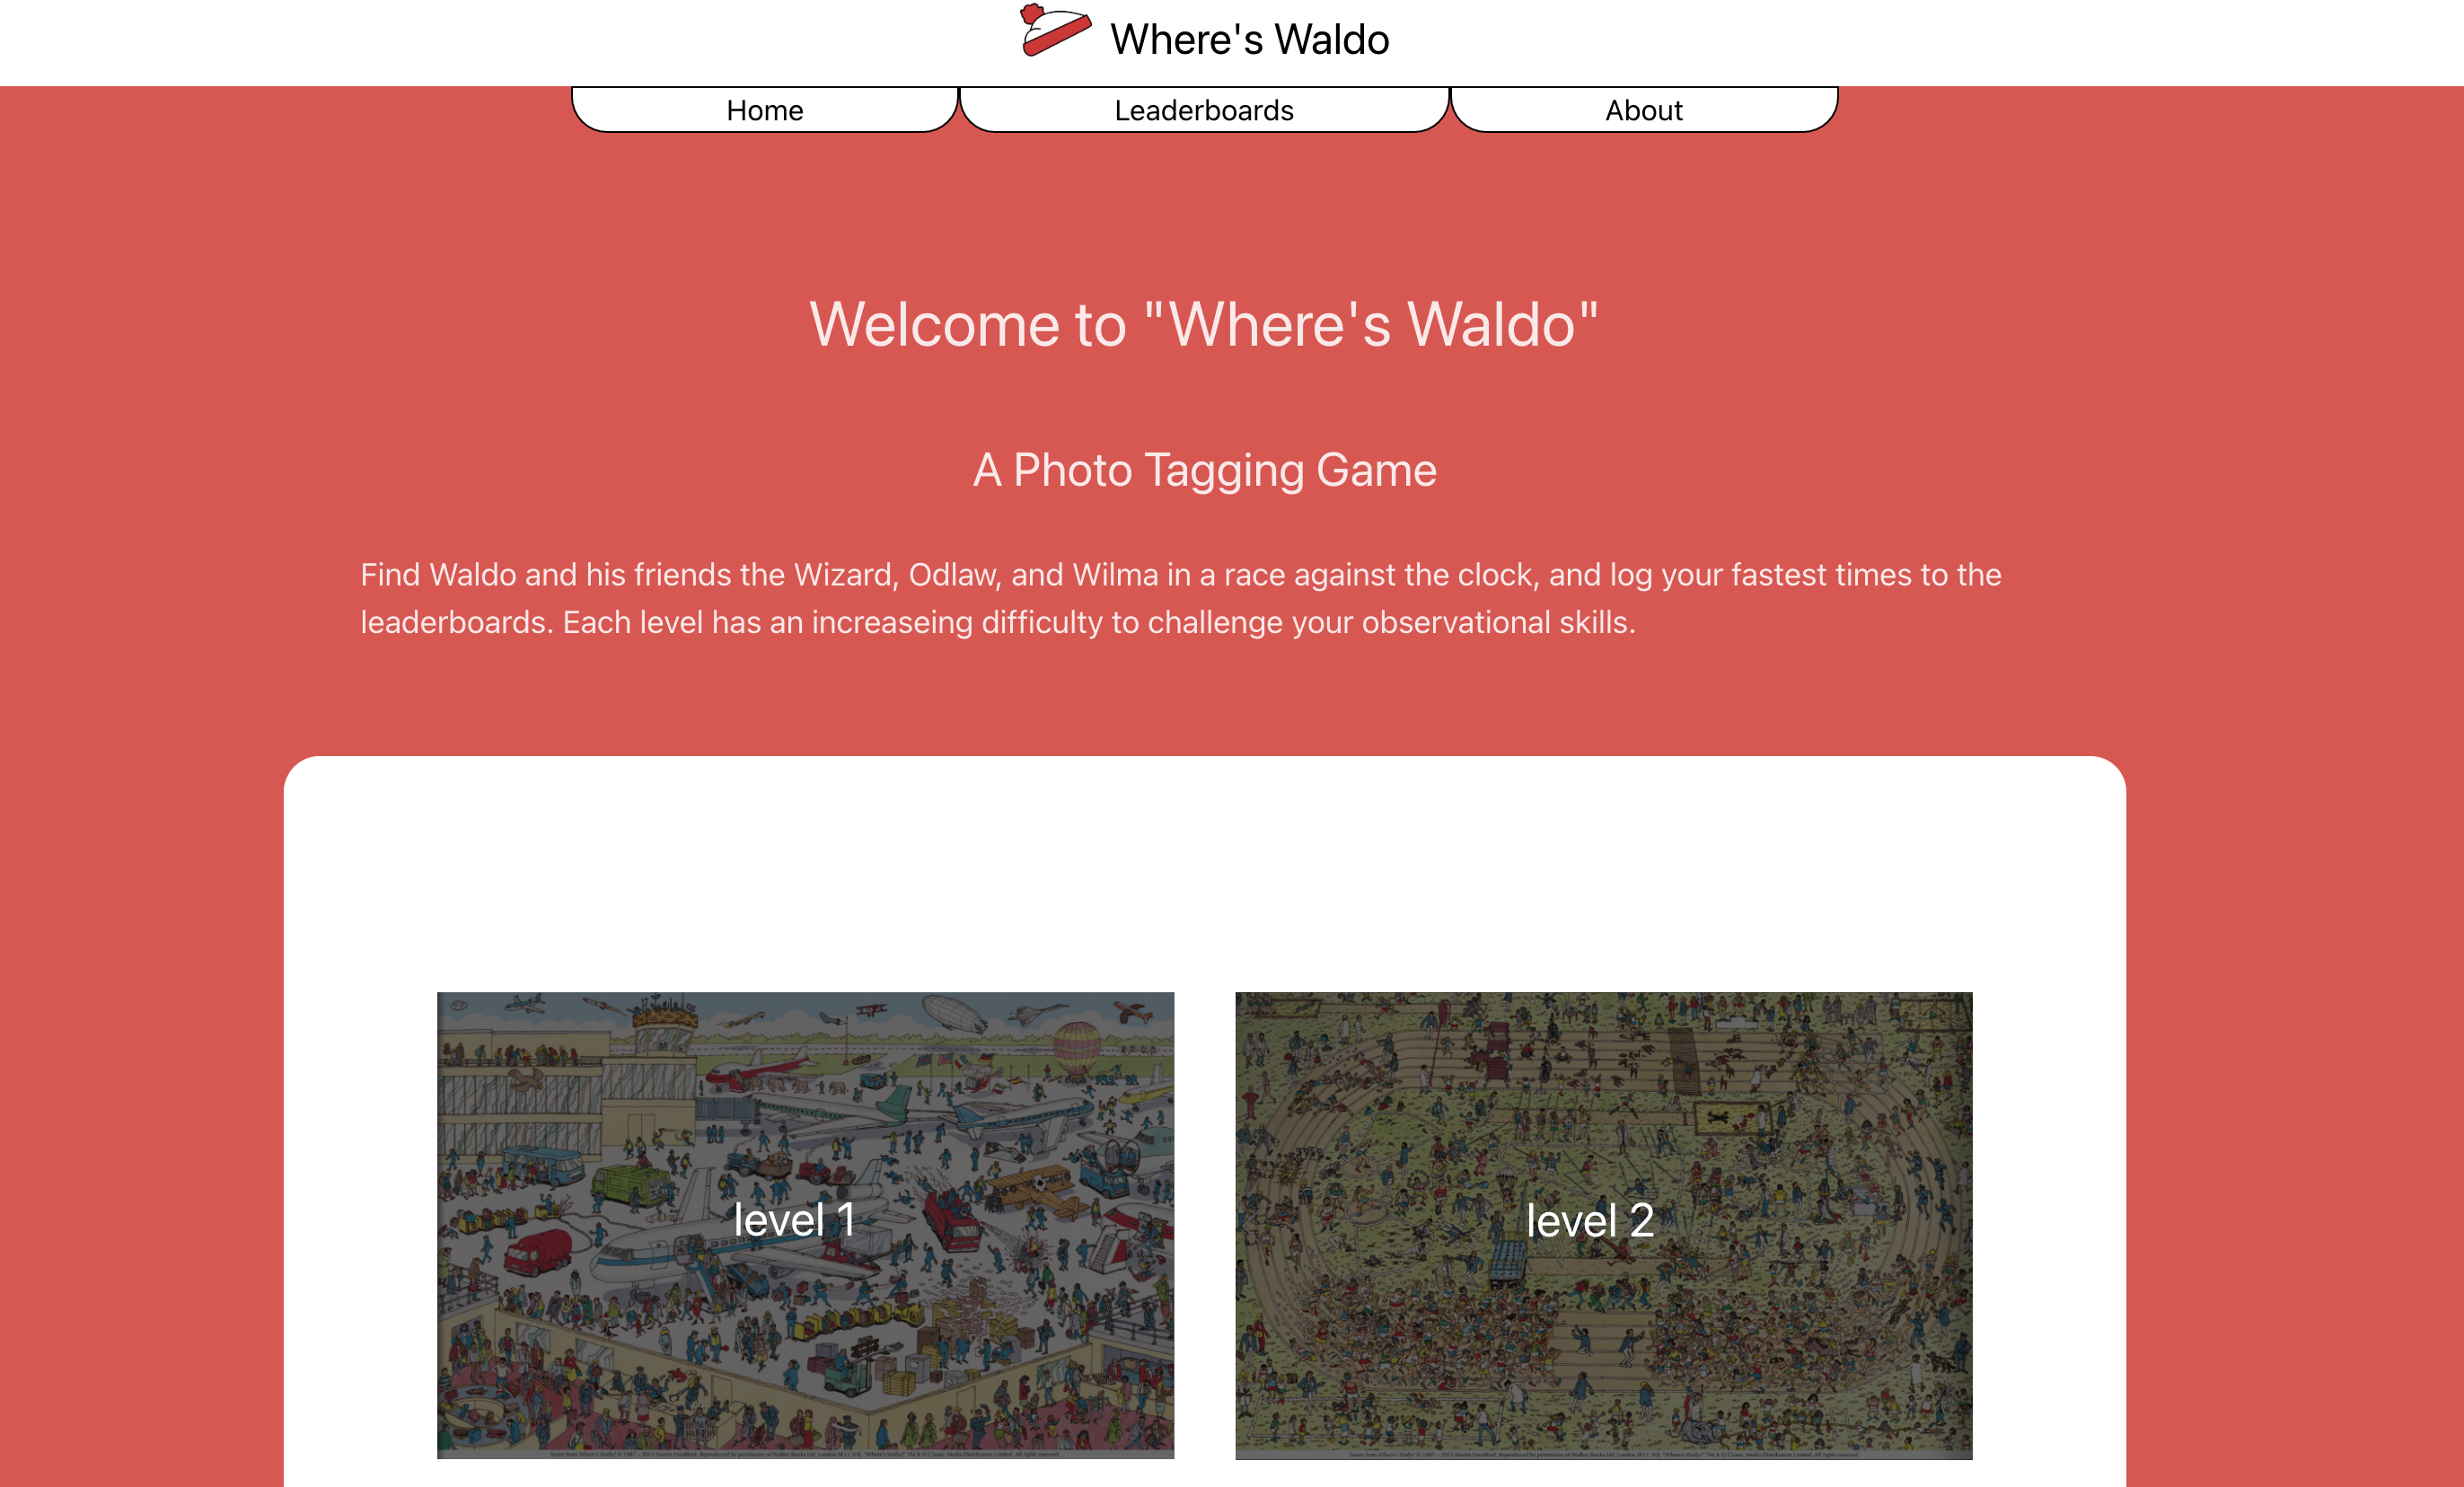 Where's Waldo
Home
Leaderboards
About
Welcome to "Where's Waldo"
A Photo Tagging Game
Find Waldo and his friends the Wizard, Odlaw, and Wilma in a race against the clock, and log your fastest times to the
leaderboards. Each level has an increaseing difficulty to challenge your observational skills.
level 1
level 2